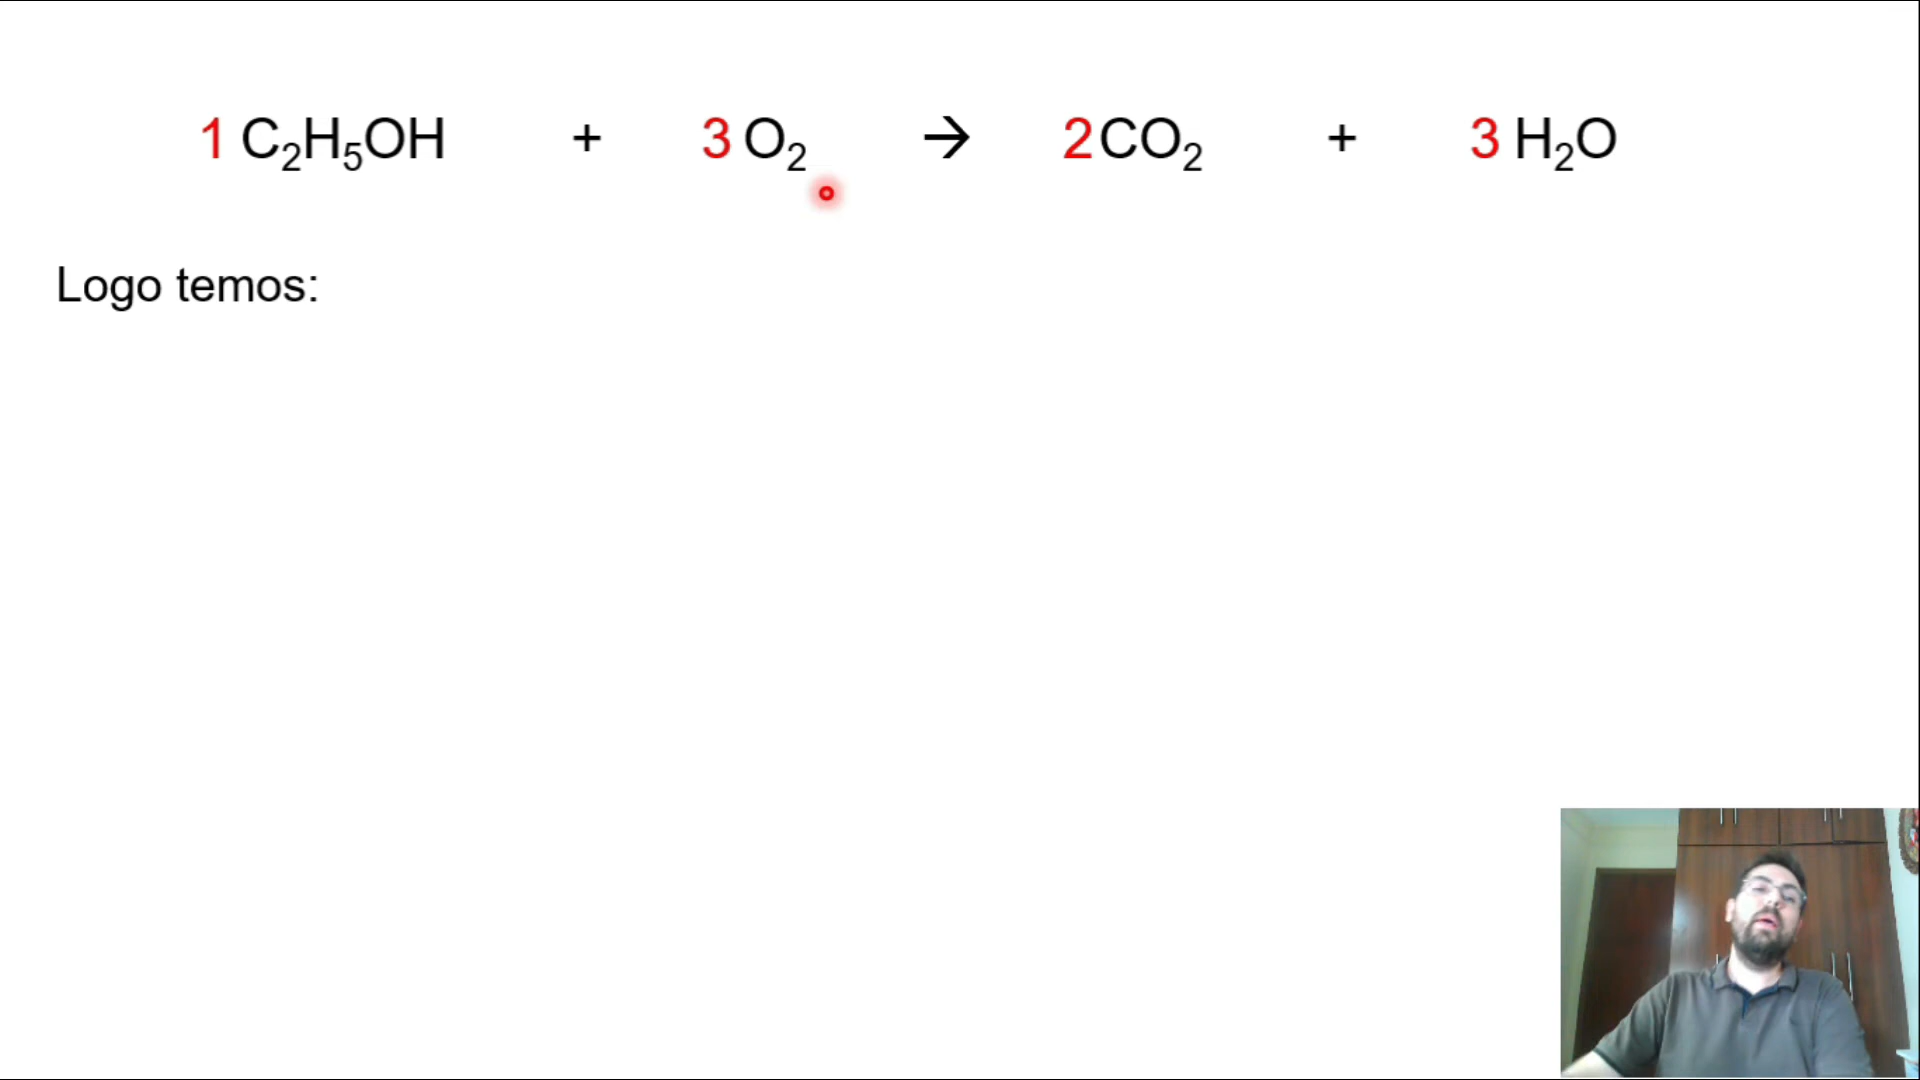 1 C₂H₅OH + 3 O₂ → 2 CO₂ + 3 H₂O
Logo temos: